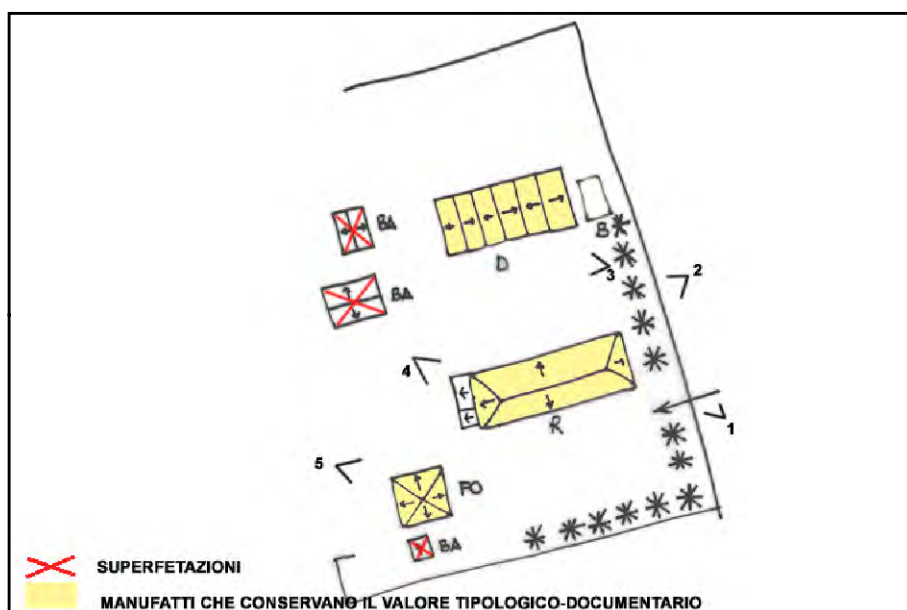 BA
B
D
3
2
BA
4
1
R
5
FO
BA
SUPERFETAZIONI
MANUFATTI CHE CONSERVANO IL VALORE TIPOLOGICO-DOCUMENTARIO